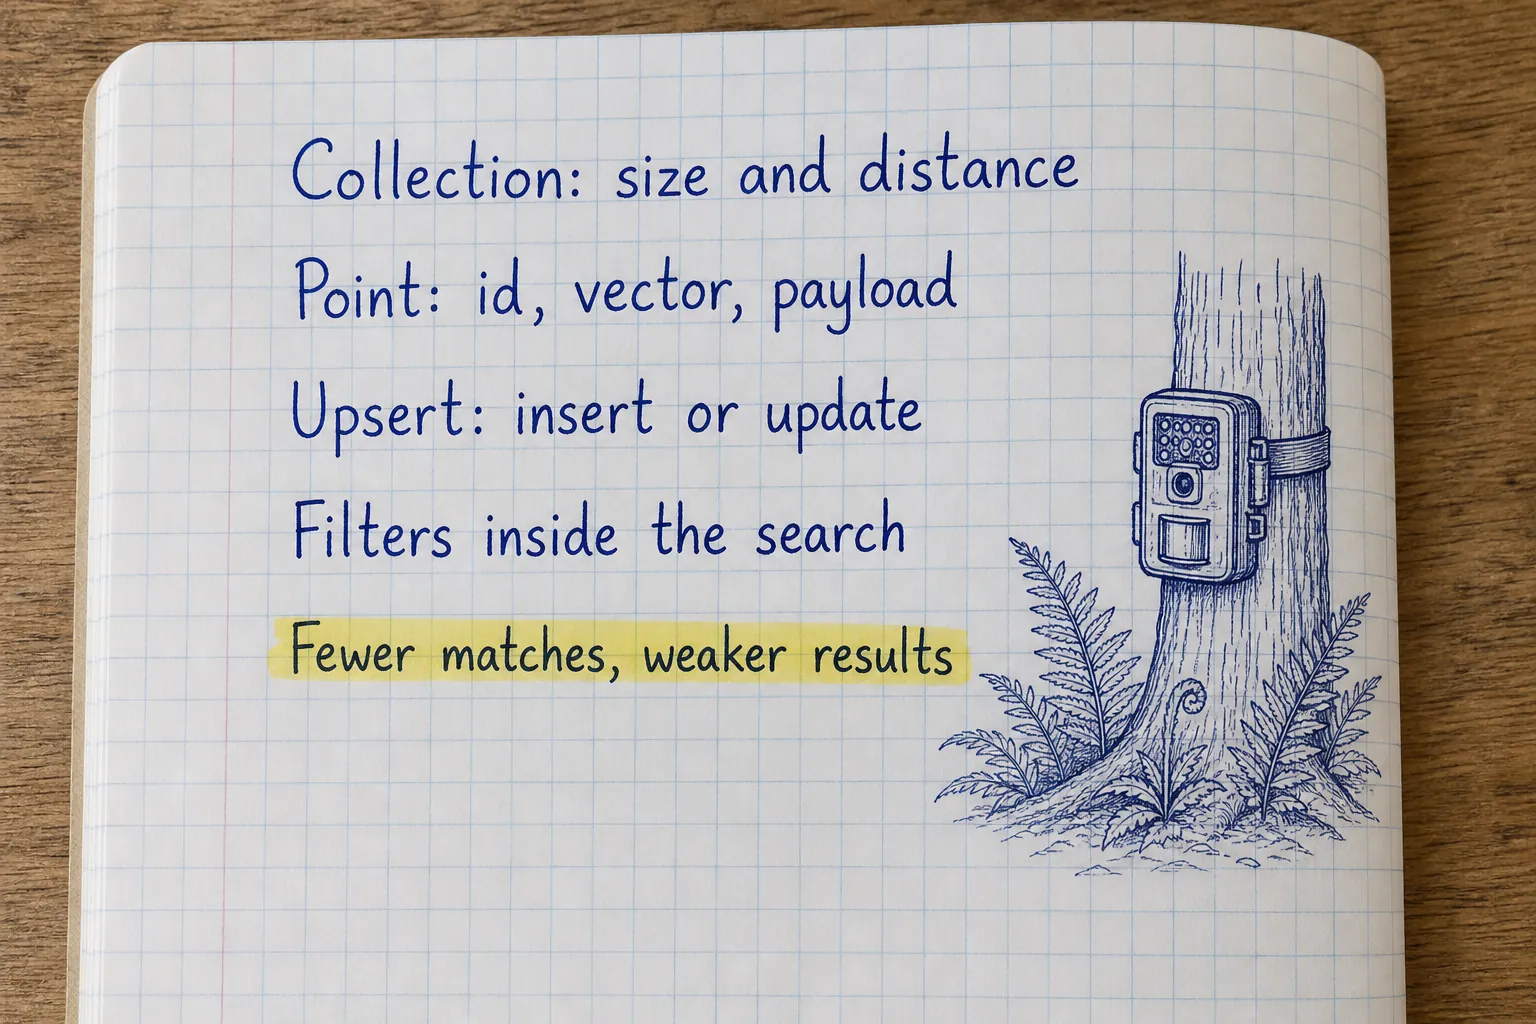 Collection: size and distance
Point: id, vector, payload
Upsert: insert or update
Filters inside the search
Fewer matches, weaker results